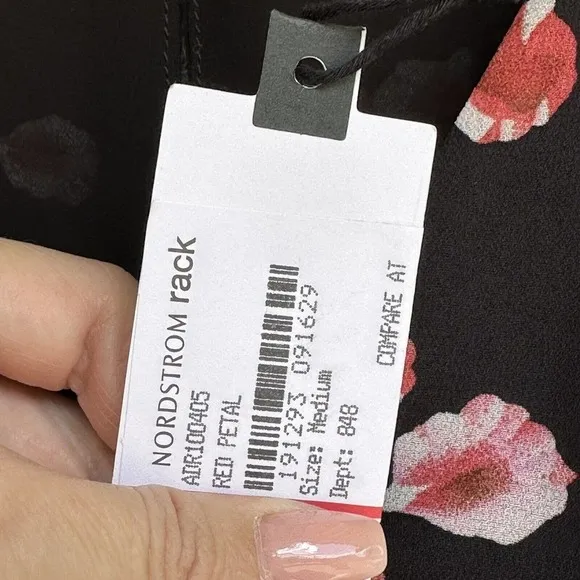 NORDSTROM rack
ADR100405
RED PETAL
191293 091629
Size: Medium
Dept: 848
COMPARE AT